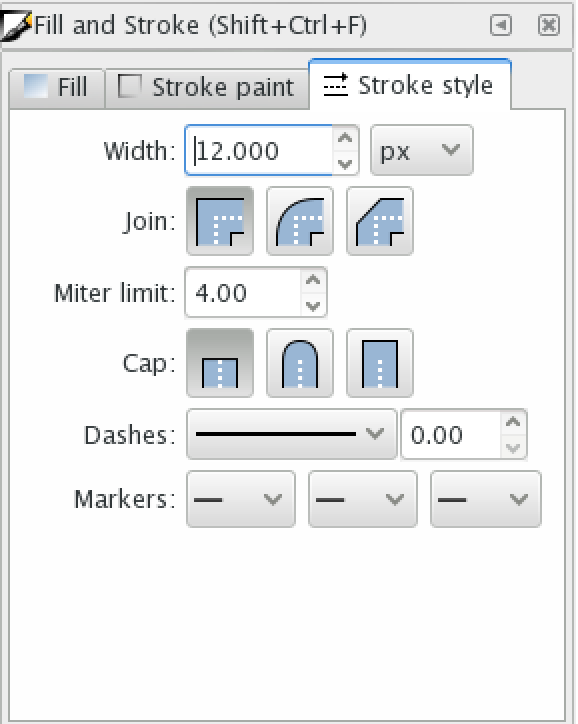 Fill and Stroke (Shift+Ctrl+F)
Fill Stroke paint Stroke style
Width: 12.000 px
Join:
Miter limit: 4.00
Cap:
Dashes: 0.00
Markers: